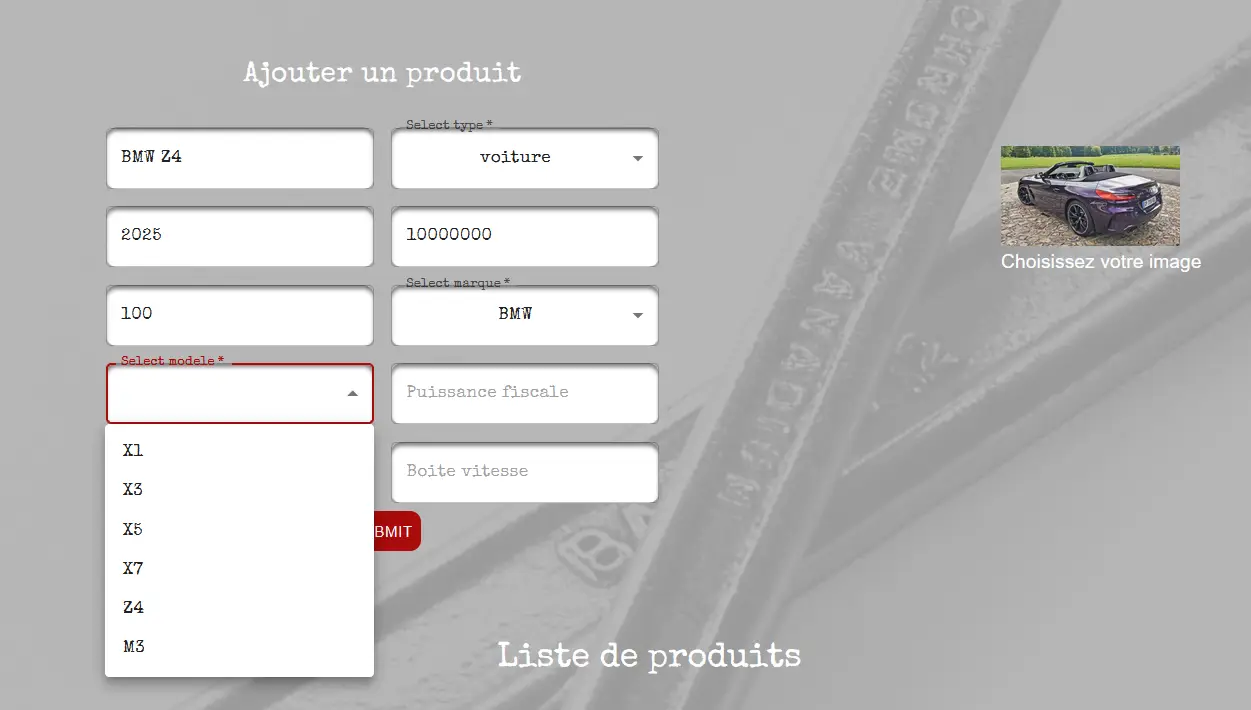 Ajouter un produit
Select type *
BMW Z4
voiture
2025
10000000
Select marque *
100
BMW
Select modele *
Puissance fiscale
X1
X3
X5
X7
Z4
M3
Boite vitesse
BMIT
Choisissez votre image
Liste de produits